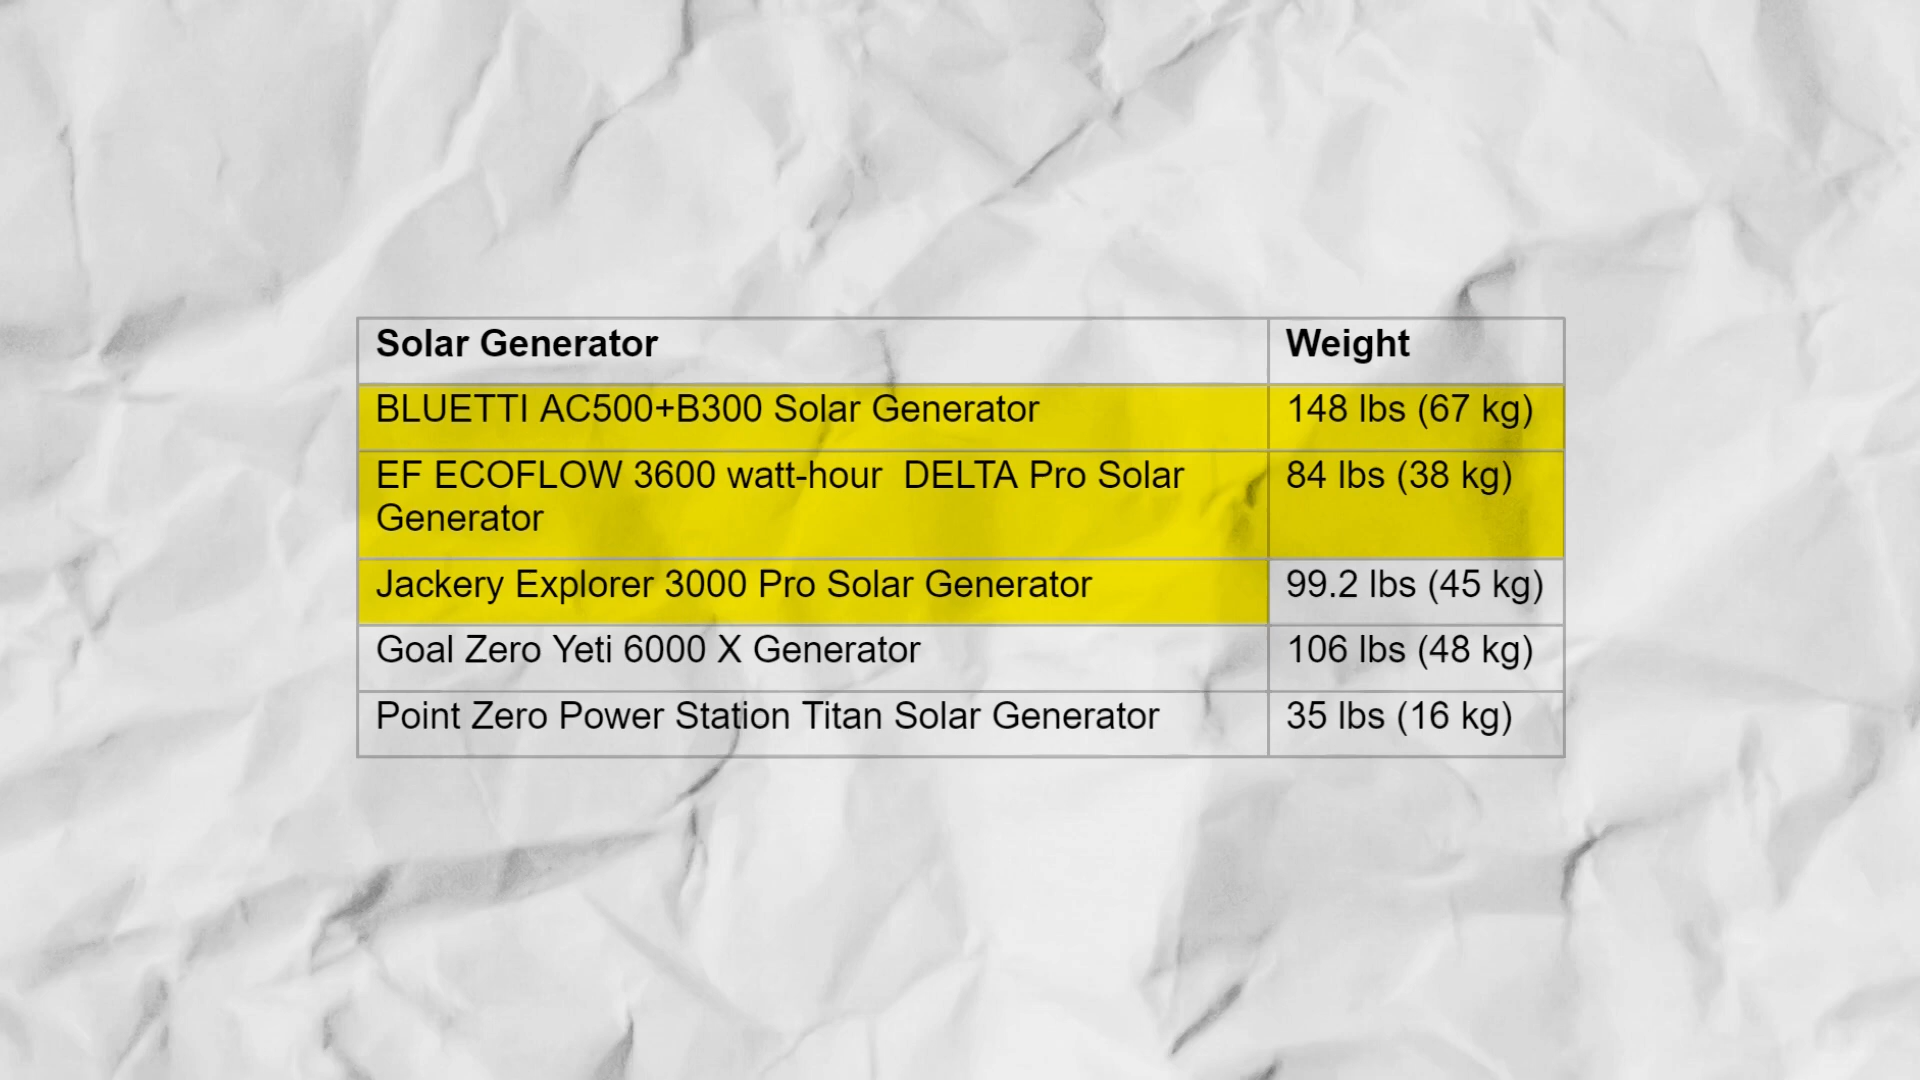 Solar Generator Weight
BLUETTI AC500+B300 Solar Generator 148 lbs (67 kg)
EF ECOFLOW 3600 watt-hour  DELTA Pro Solar 84 lbs (38 kg)
Generator
Jackery Explorer 3000 Pro Solar Generator 99.2 lbs (45 kg)
Goal Zero Yeti 6000 X Generator 106 lbs (48 kg)
Point Zero Power Station Titan Solar Generator 35 lbs (16 kg)